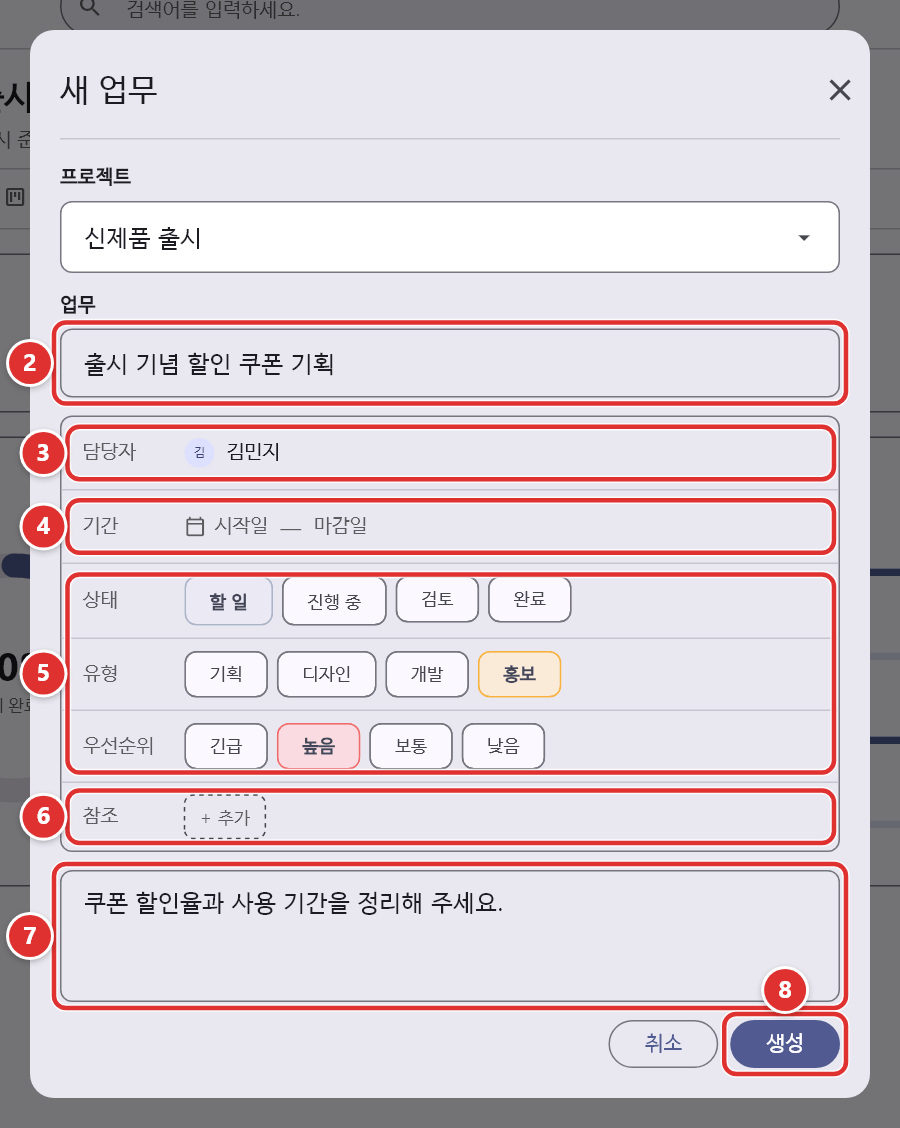 검색어를 입력하세요.
새 업무
프로젝트
신제품 출시
업무
2 출시 기념 할인 쿠폰 기획
3 담당자 김 김민지
4 기간 시작일 — 마감일
상태 할 일 진행 중 검토 완료
5 유형 기획 디자인 개발 홍보
우선순위 긴급 높음 보통 낮음
6 참조 + 추가
쿠폰 할인율과 사용 기간을 정리해 주세요.
7
8
취소 생성